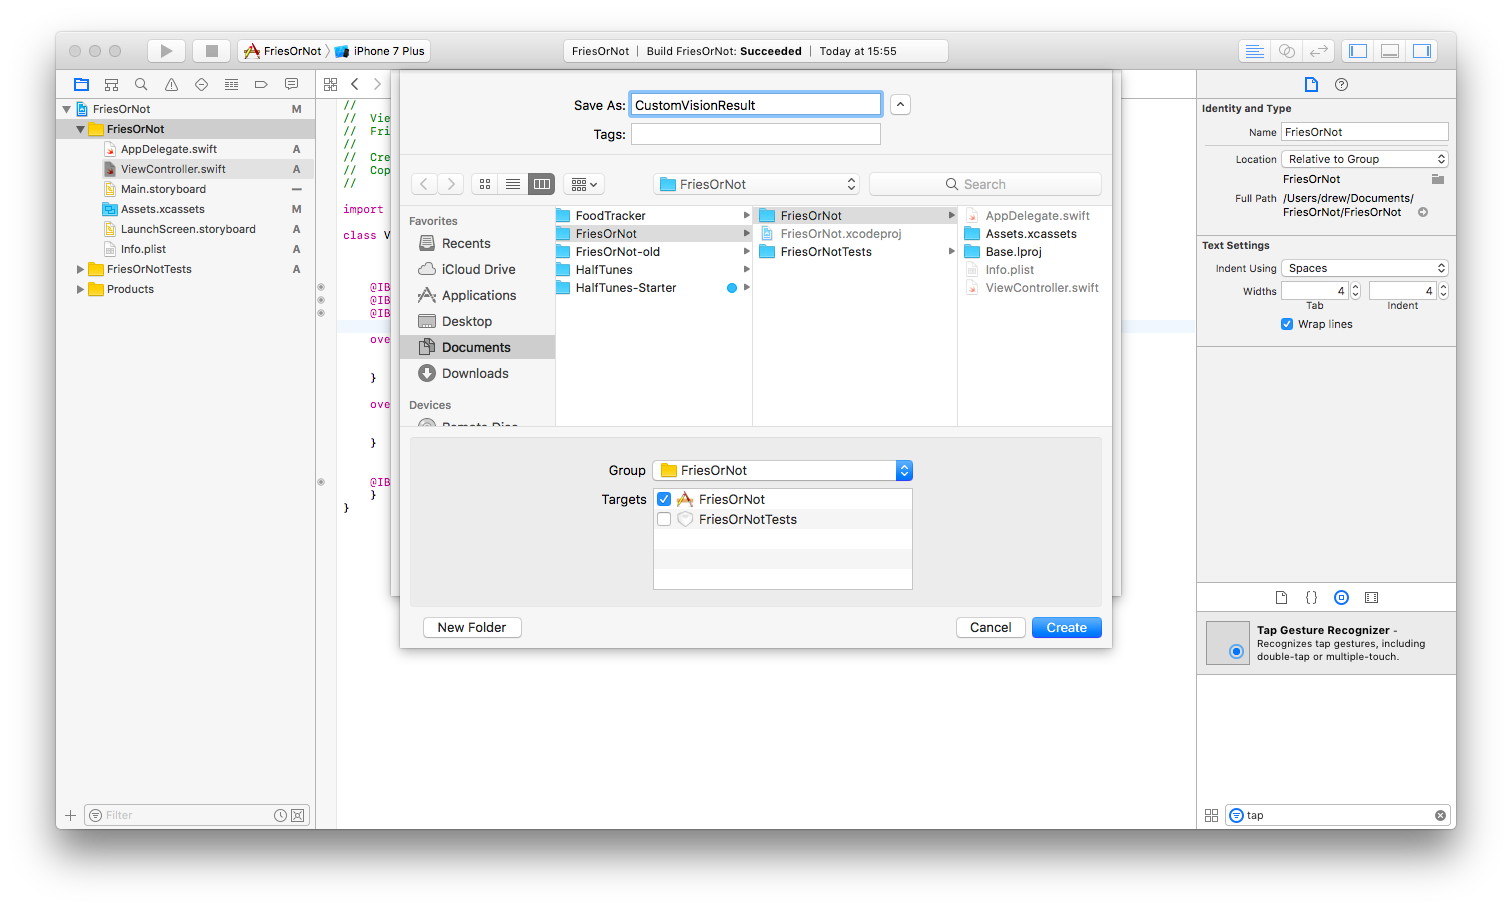 FriesOrNot
iPhone 7 Plus
FriesOrNot | Build FriesOrNot: Succeeded | Today at 15:55
FriesOrNot M
FriesOrNot
AppDelegate.swift A
ViewController.swift A
Main.storyboard
Assets.xcassets M
LaunchScreen.storyboard A
Info.plist A
FriesOrNotTests A
Products
Filter
//
// Vie
// Fri
//
// Cre
// Cop
//
import
class V
@IB
@IB
@IB
ove
}
ove
}
@IB
}
}
Save As: CustomVisionResult
Tags:
FriesOrNot
Search
Favorites
Recents
iCloud Drive
Applications
Desktop
Documents
Downloads
Devices
FoodTracker
FriesOrNot
FriesOrNot-old
HalfTunes
HalfTunes-Starter
FriesOrNot
FriesOrNot.xcodeproj
FriesOrNotTests
AppDelegate.swift
Assets.xcassets
Base.lproj
Info.plist
ViewController.swift
Group FriesOrNot
Targets FriesOrNot
FriesOrNotTests
New Folder
Cancel
Create
Identity and Type
Name FriesOrNot
Location Relative to Group
FriesOrNot
Full Path /Users/drew/Documents/
FriesOrNot/FriesOrNot
Text Settings
Indent Using Spaces
Widths 4 4
Tab Indent
Wrap lines
{}
Tap Gesture Recognizer -
Recognizes tap gestures, including
double-tap or multiple-touch.
tap